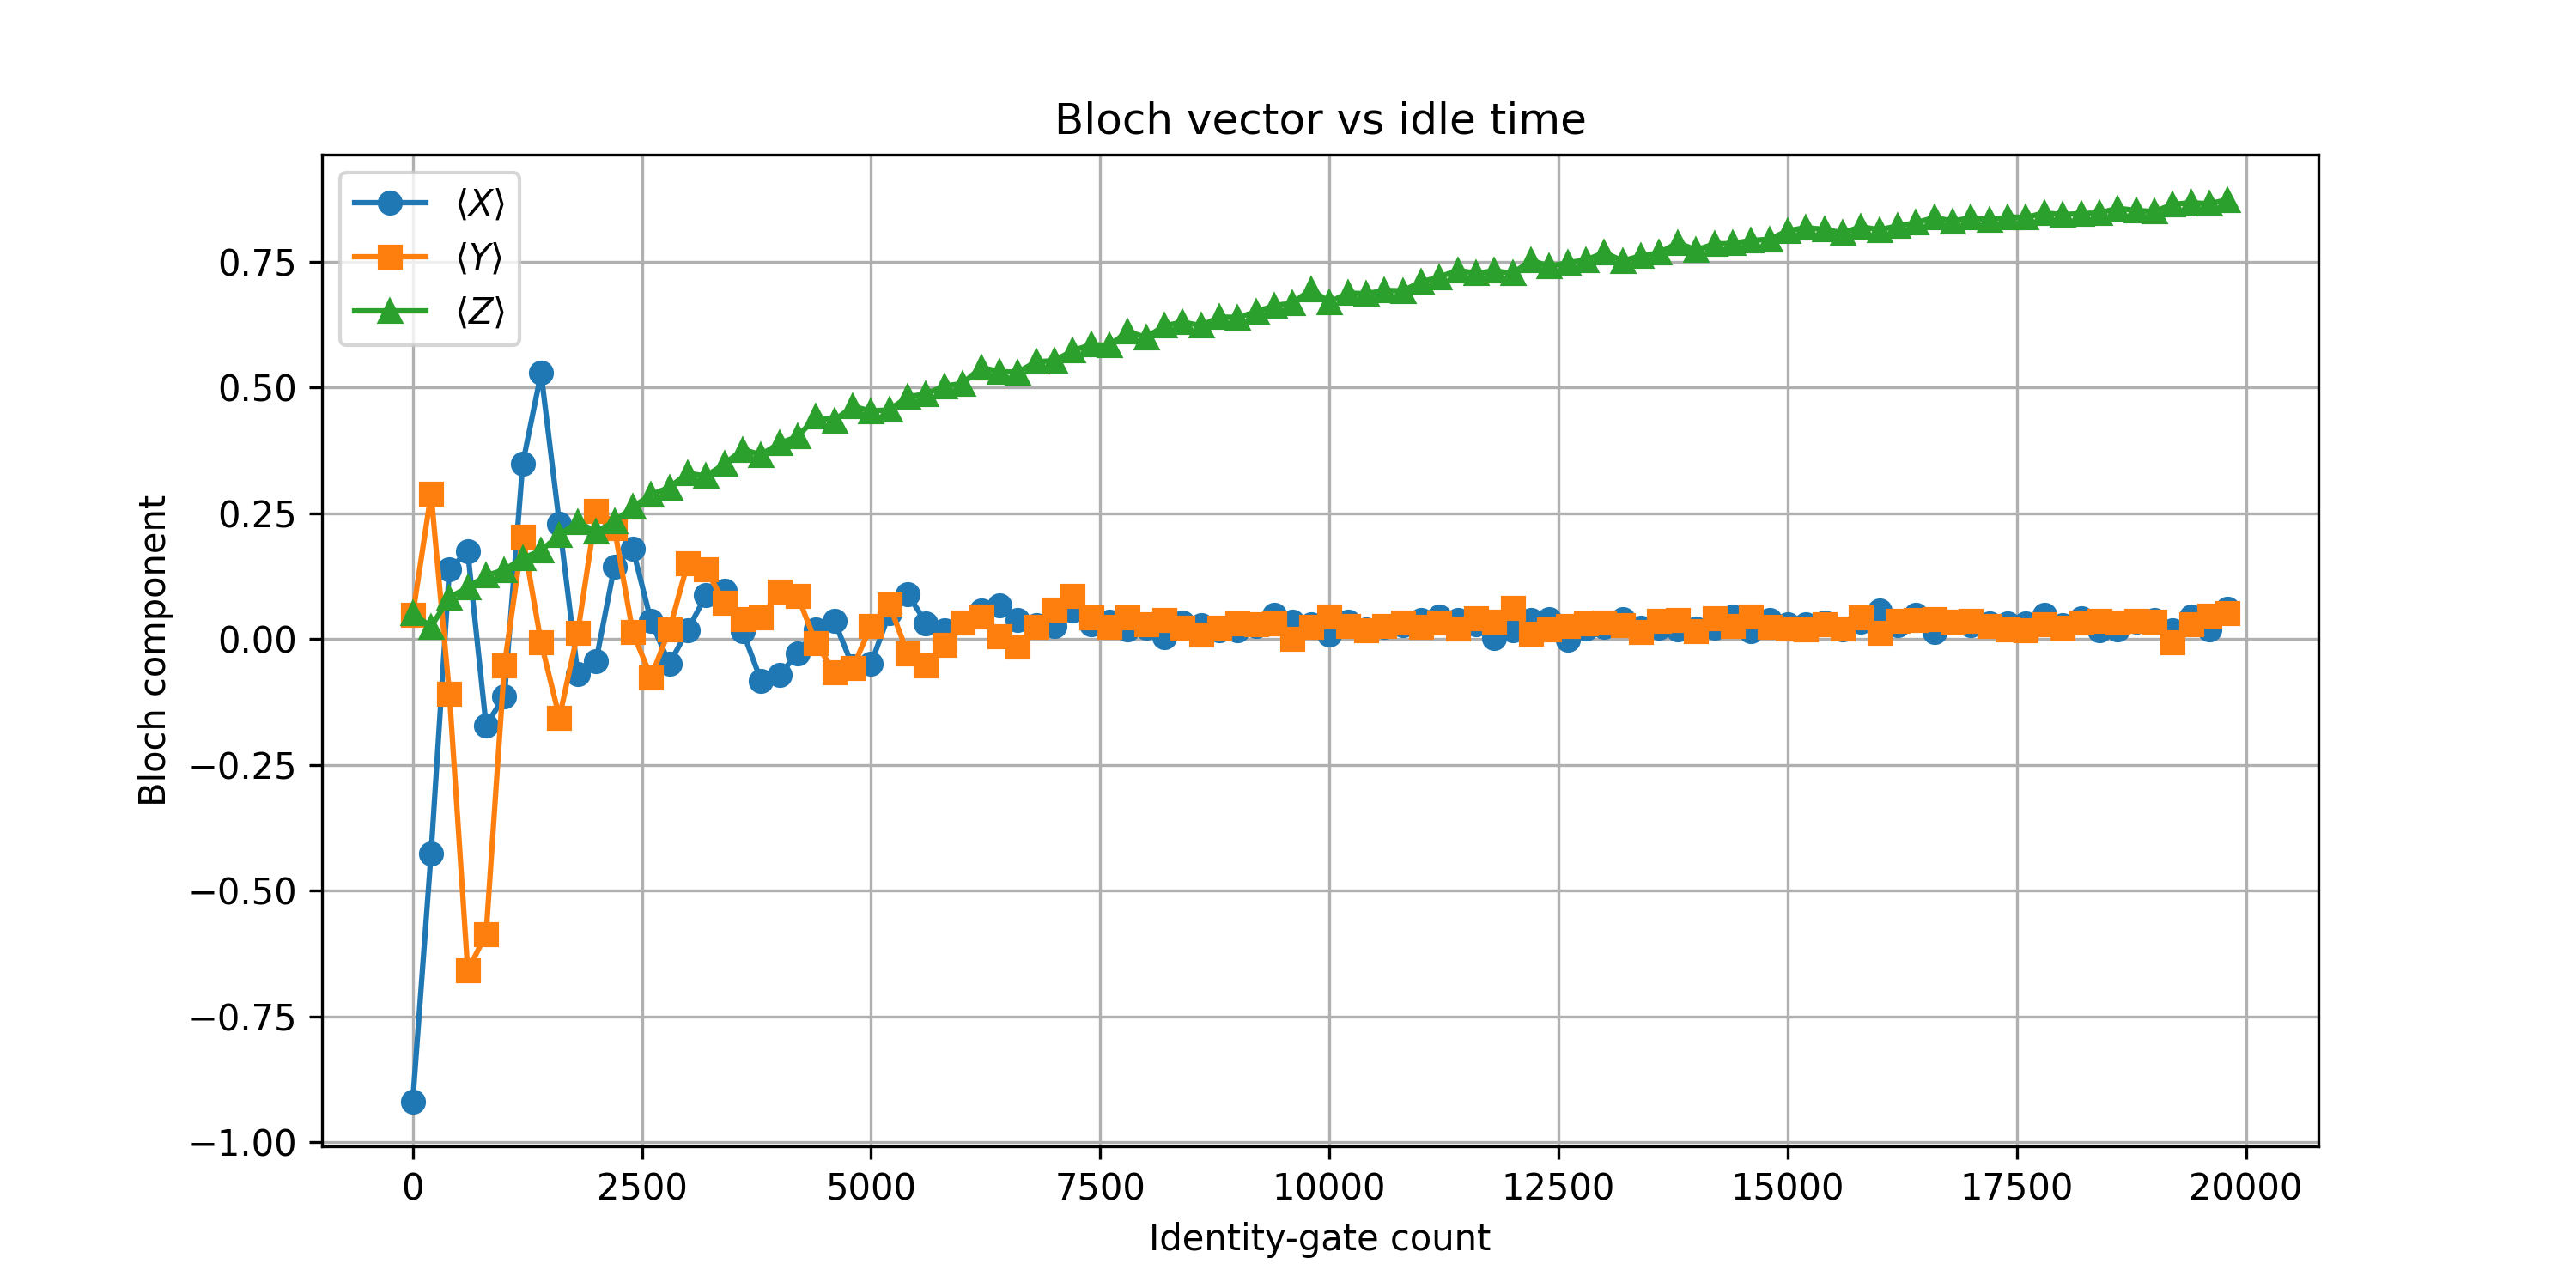 Bloch vector vs idle time
⟨X⟩
⟨Y⟩
⟨Z⟩
Bloch component
0.75
0.50
0.25
0.00
−0.25
−0.50
−0.75
−1.00
0 2500 5000 7500 10000 12500 15000 17500 20000
Identity-gate count